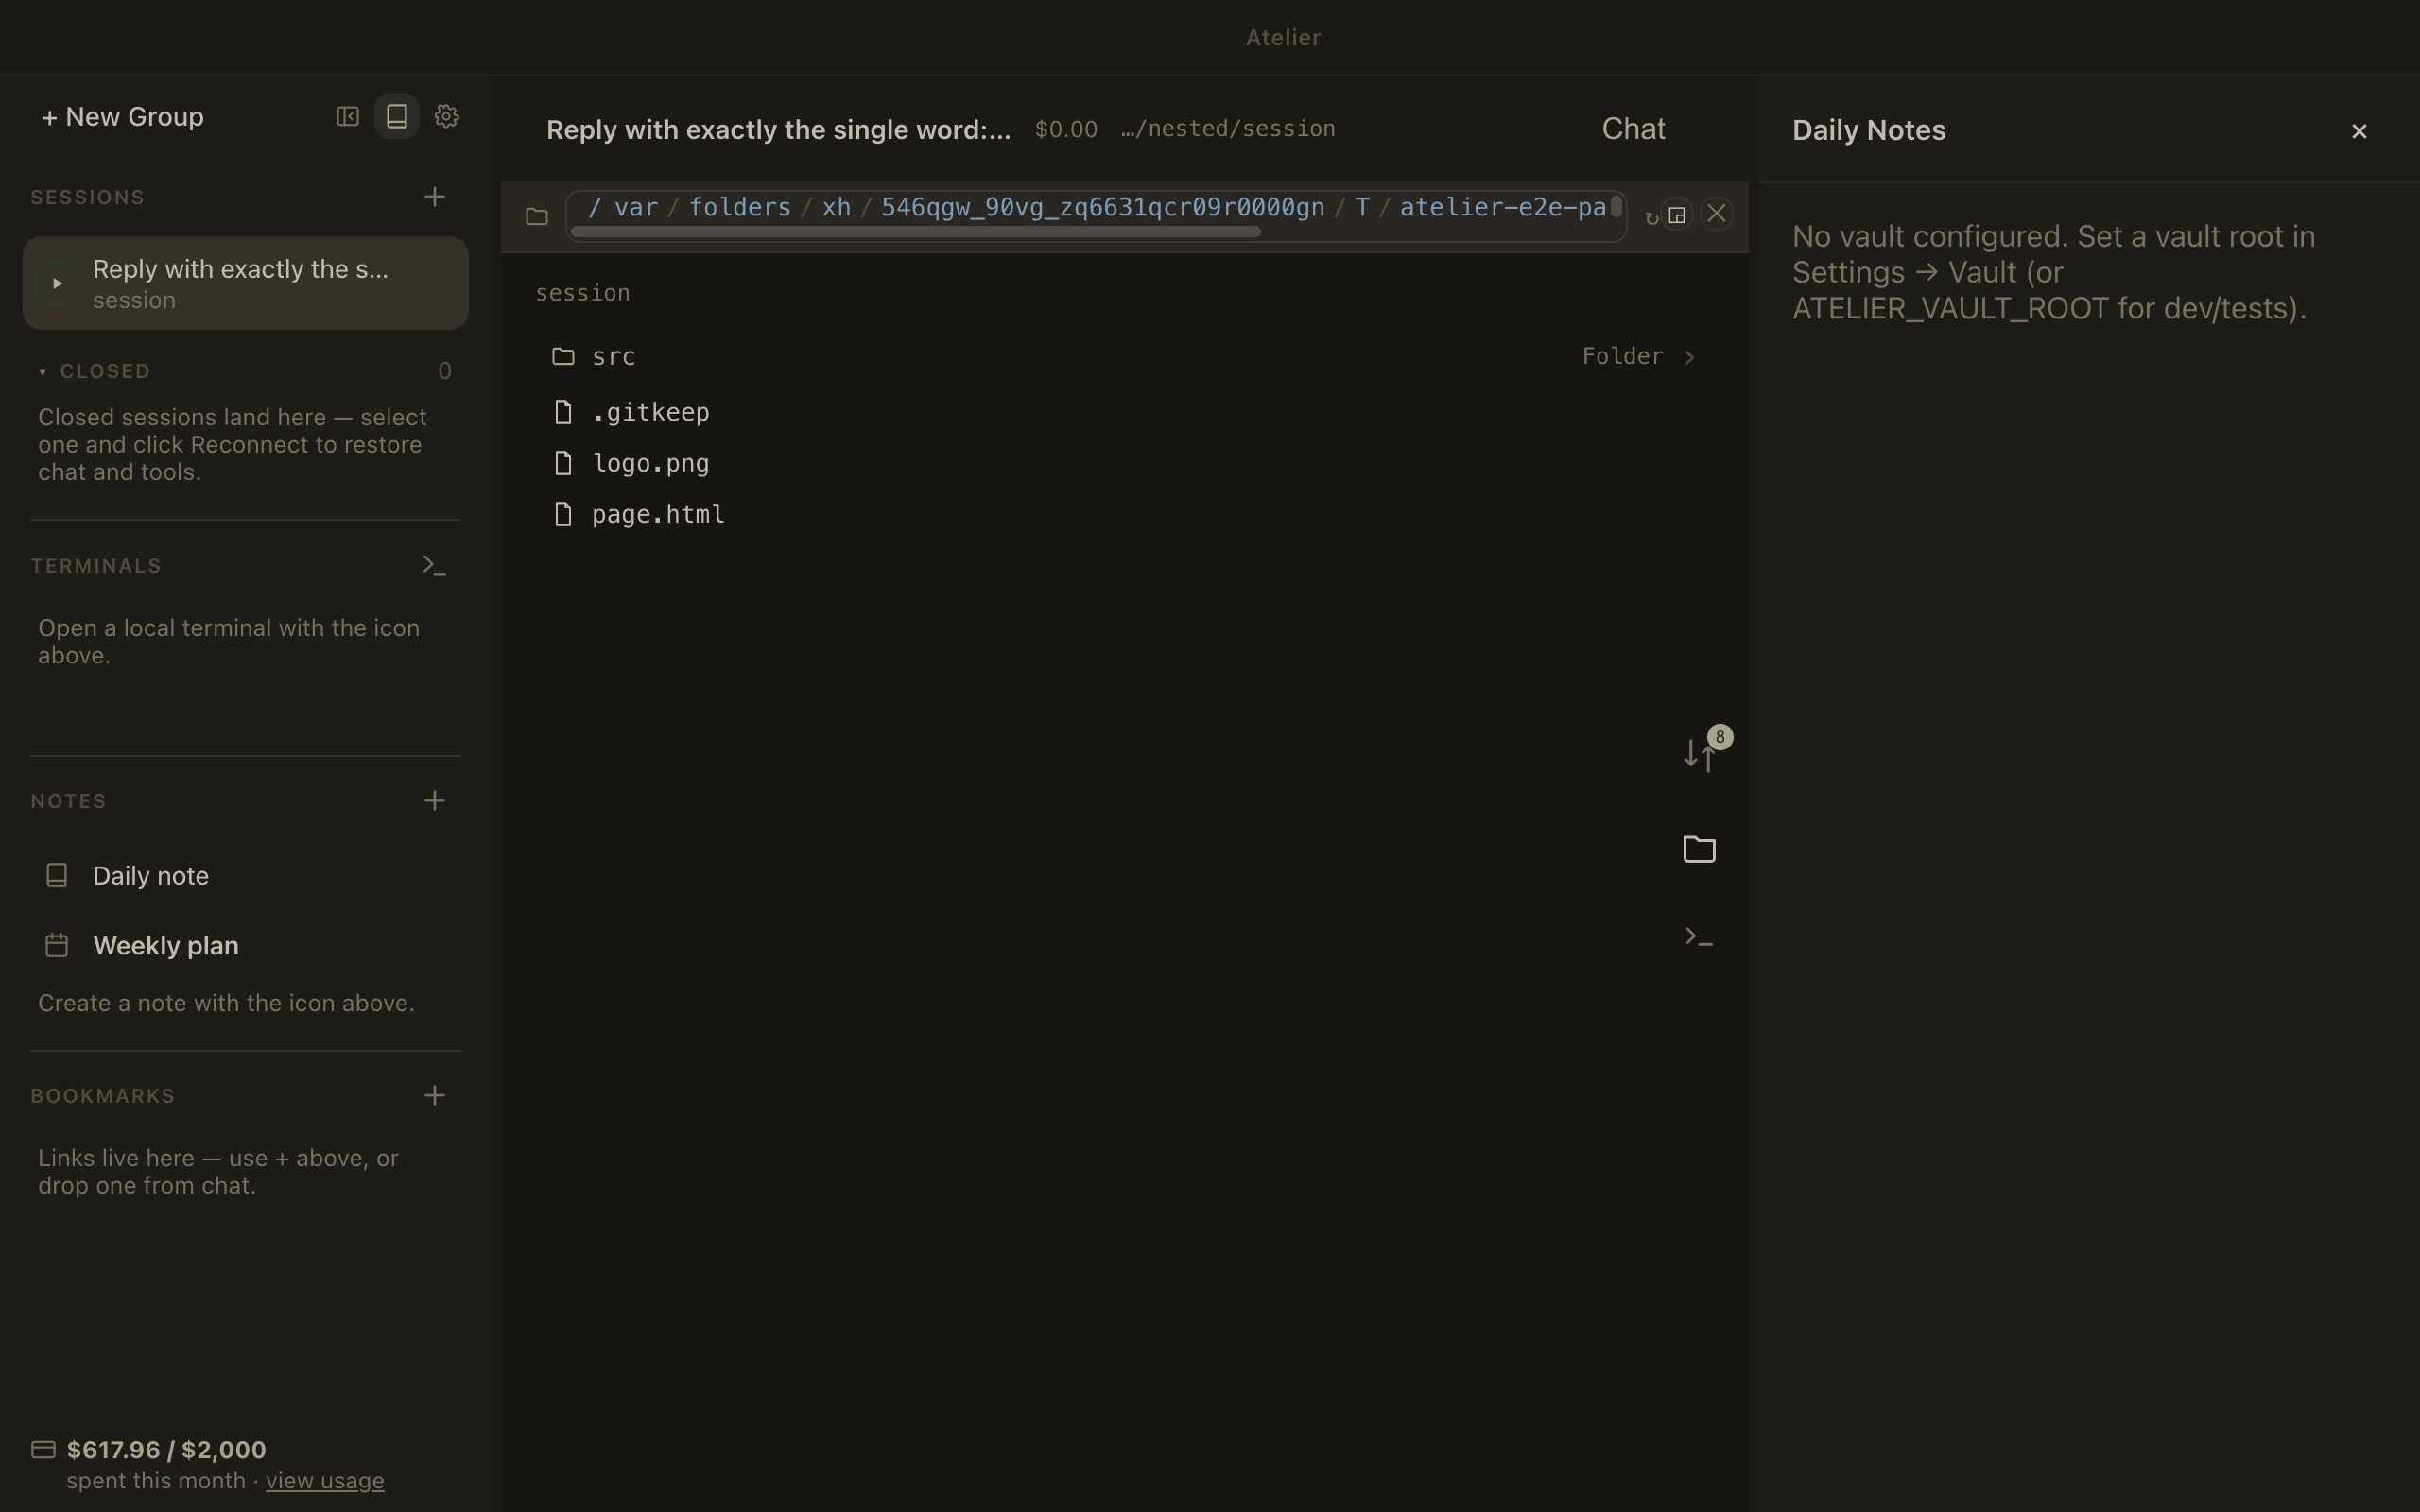 Atelier
+ New Group
SESSIONS
Reply with exactly the s...
session
CLOSED 0
Closed sessions land here — select
one and click Reconnect to restore
chat and tools.
TERMINALS
Open a local terminal with the icon
above.
NOTES
Daily note
Weekly plan
Create a note with the icon above.
BOOKMARKS
Links live here — use + above, or
drop one from chat.
$617.96 / $2,000
spent this month · view usage
Reply with exactly the single word:... $0.00 …/nested/session Chat
/ var / folders / xh / 546qgw_90vg_zq6631qcr09r0000gn / T / atelier-e2e-pa
session
src Folder
.gitkeep
logo.png
page.html
8
Daily Notes
No vault configured. Set a vault root in
Settings → Vault (or
ATELIER_VAULT_ROOT for dev/tests).